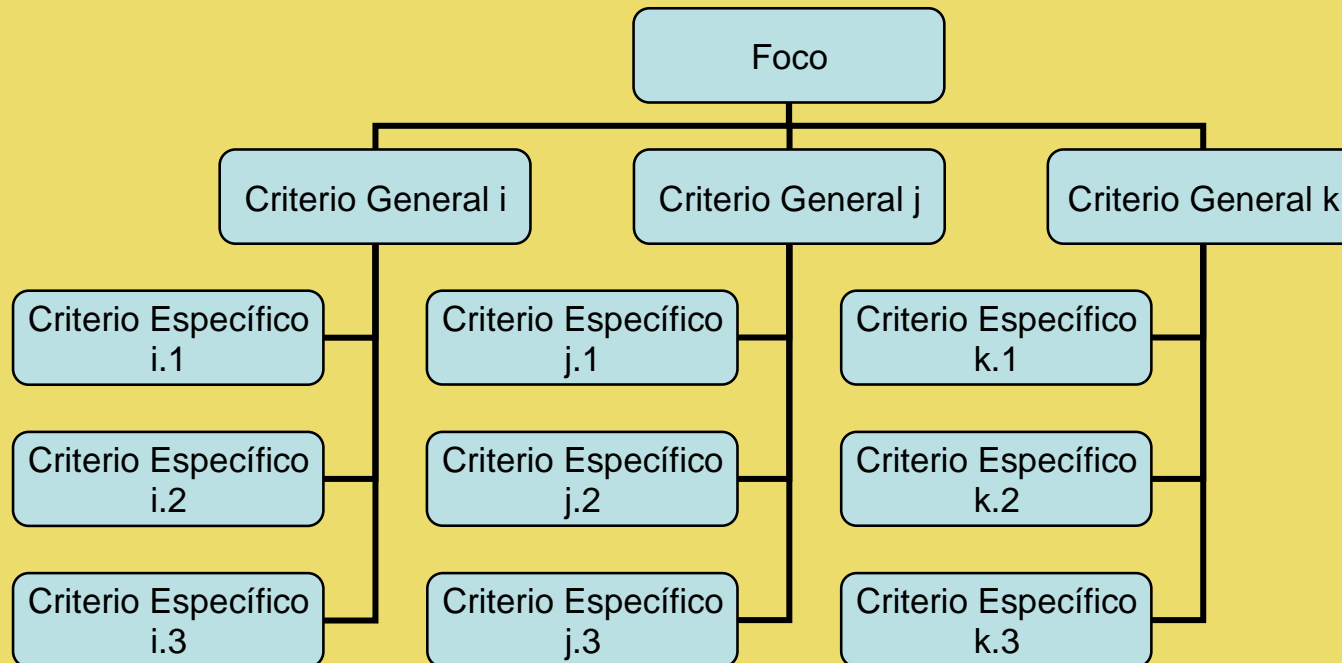 Foco
Criterio General i
Criterio General j
Criterio General k
Criterio Específico
i.1
Criterio Específico
j.1
Criterio Específico
k.1
Criterio Específico
i.2
Criterio Específico
j.2
Criterio Específico
k.2
Criterio Específico
i.3
Criterio Específico
j.3
Criterio Específico
k.3